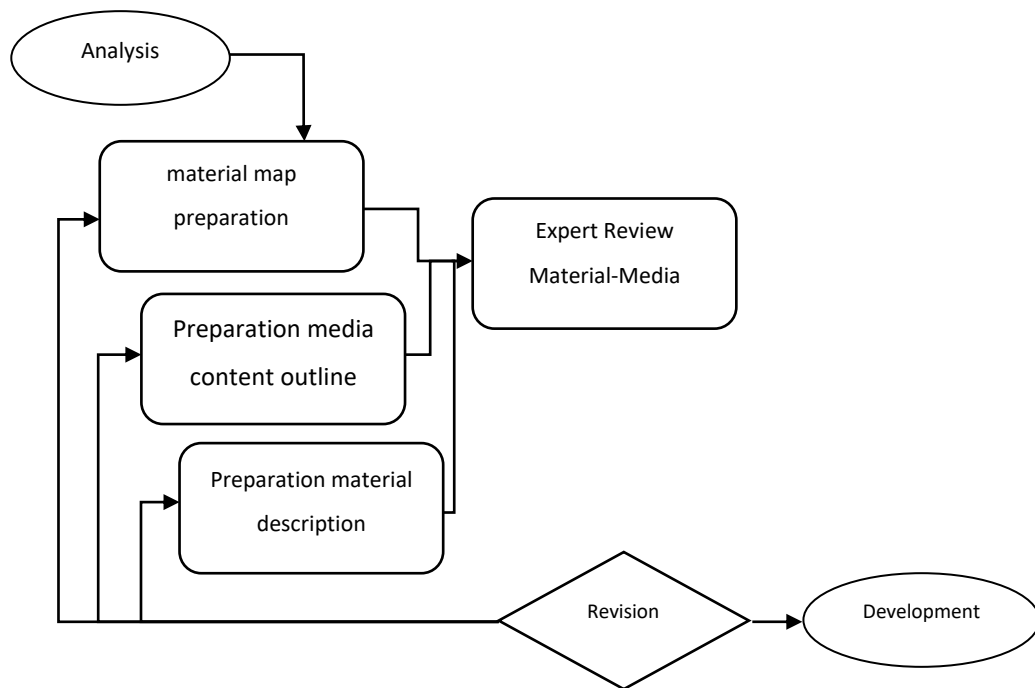 Analysis
material map
preparation
Expert Review
Material-Media
Preparation media
content outline
Preparation material
description
Revision
Development